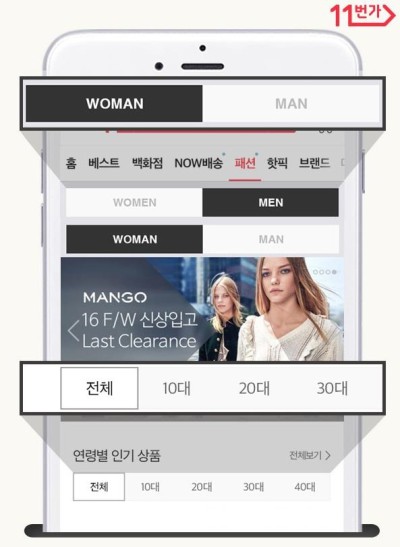 11번가
WOMAN MAN
홈 베스트 백화점 NOW배송 패션 핫픽 브랜드
WOMEN MEN
WOMAN MAN
MANGO
16 F/W 신상입고
Last Clearance
전체 10대 20대 30대
연령별 인기 상품 전체보기
전체 10대 20대 30대 40대